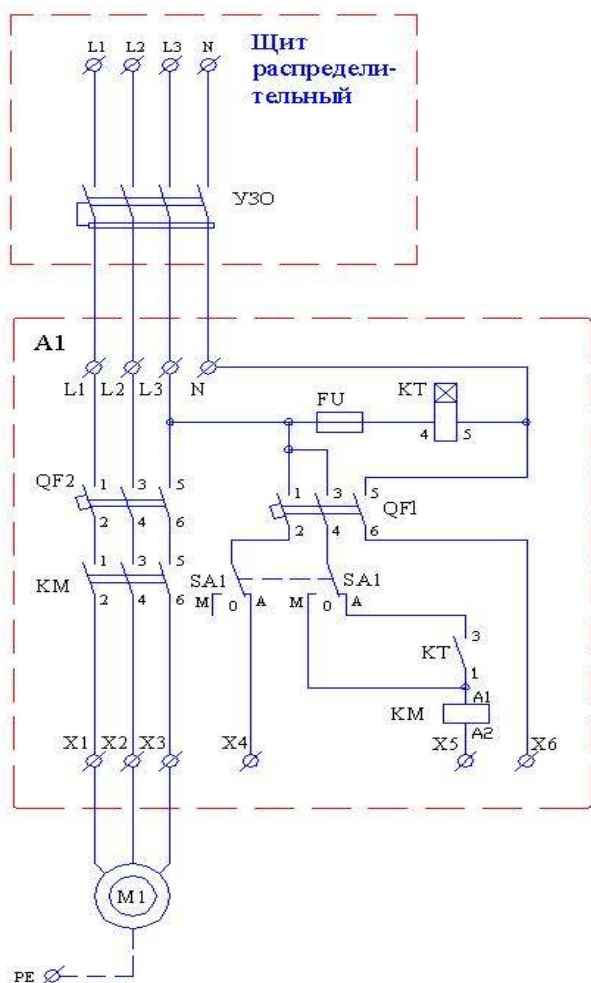 L1 L2 L3 N
Щит
распредели-
тельный
УЗО
А1
L1 L2 L3 N
FU
KT
4 5
QF2
1 3 5
2 4 6
1 3 5
2 4 6
QF1
KM
1 3 5
2 4 6
SA1
M 0 A
SA1
M 0 A
KT
3
1
KM
A1
A2
X1 X2 X3 X4 X5 X6
M1
PE